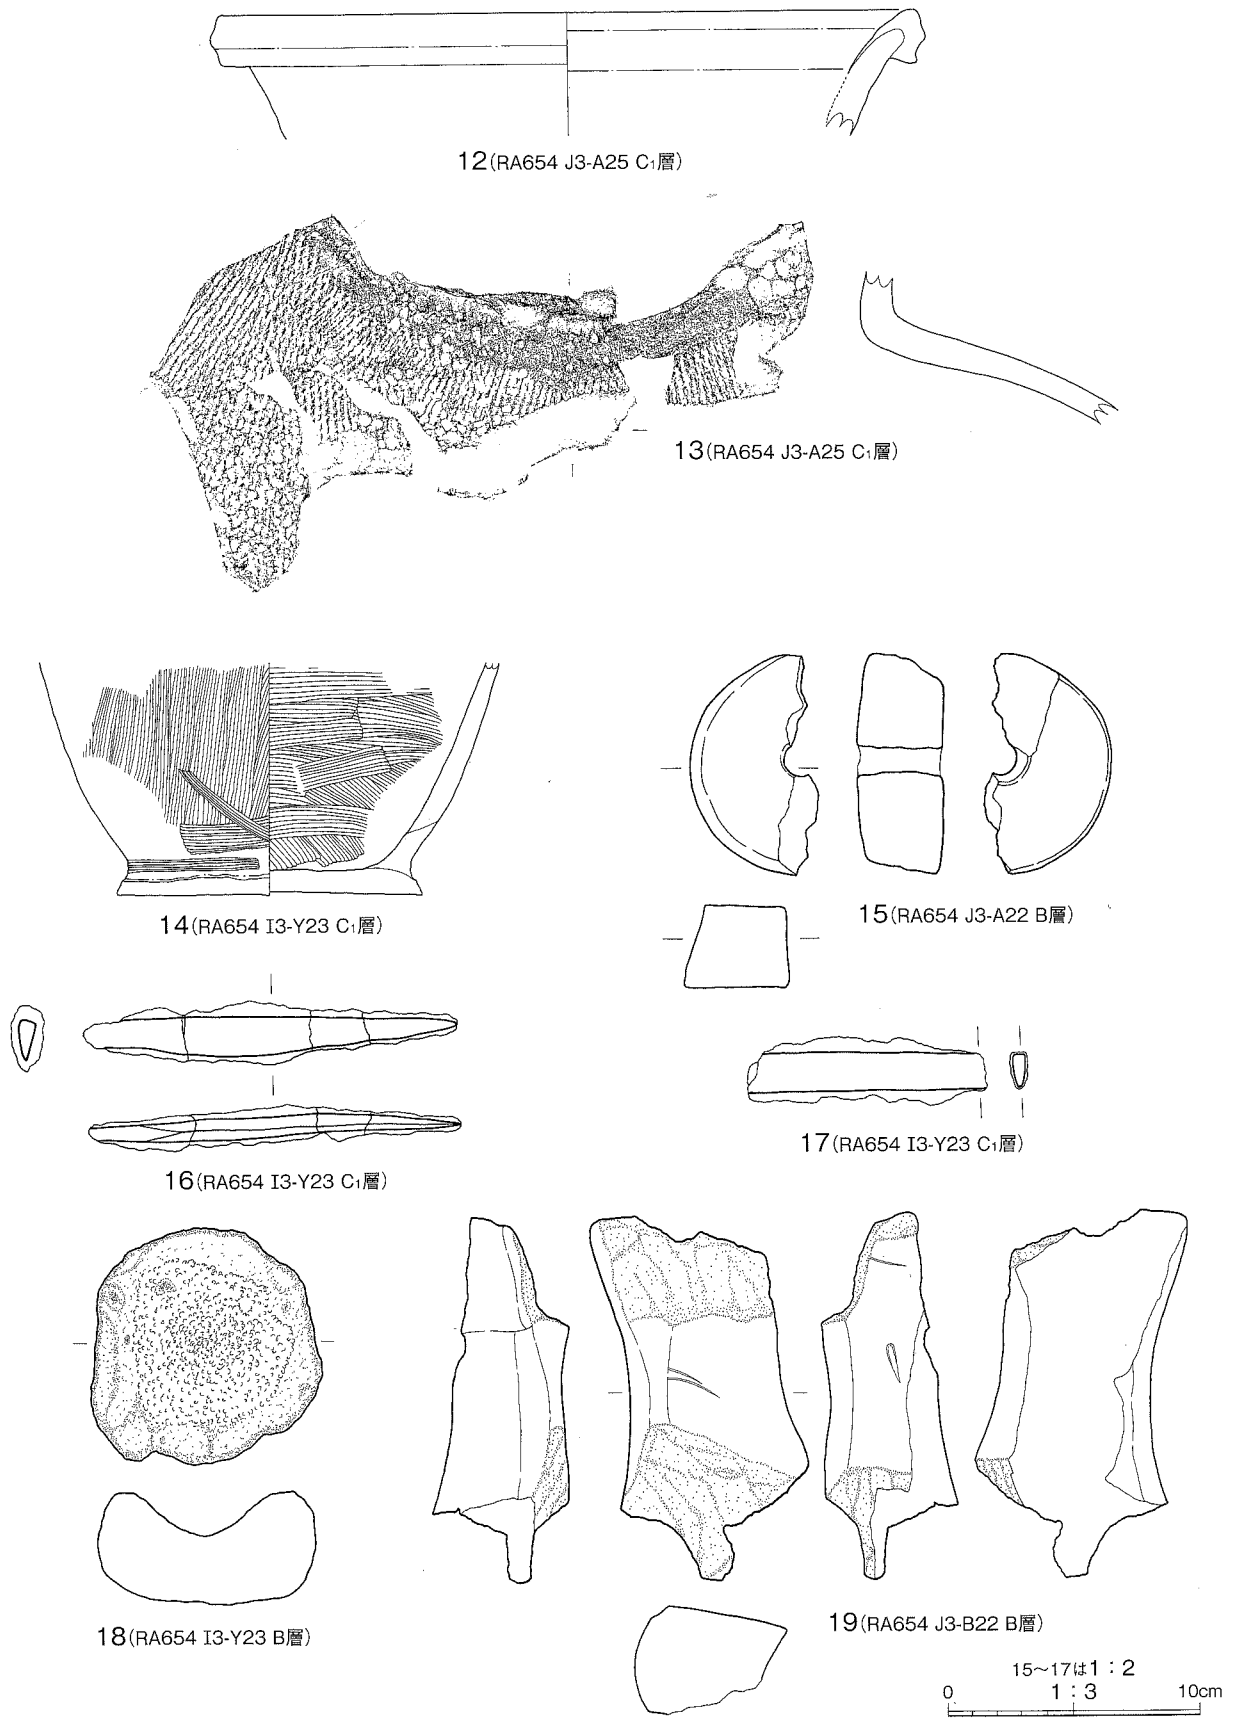 12(RA654 J3-A25 C₁層)
13(RA654 J3-A25 C₁層)
14(RA654 I3-Y23 C₁層)
15(RA654 J3-A22 B層)
16(RA654 I3-Y23 C₁層)
17(RA654 I3-Y23 C₁層)
18(RA654 I3-Y23 B層)
19(RA654 J3-B22 B層)
15〜17は1：2
0 1：3 10cm